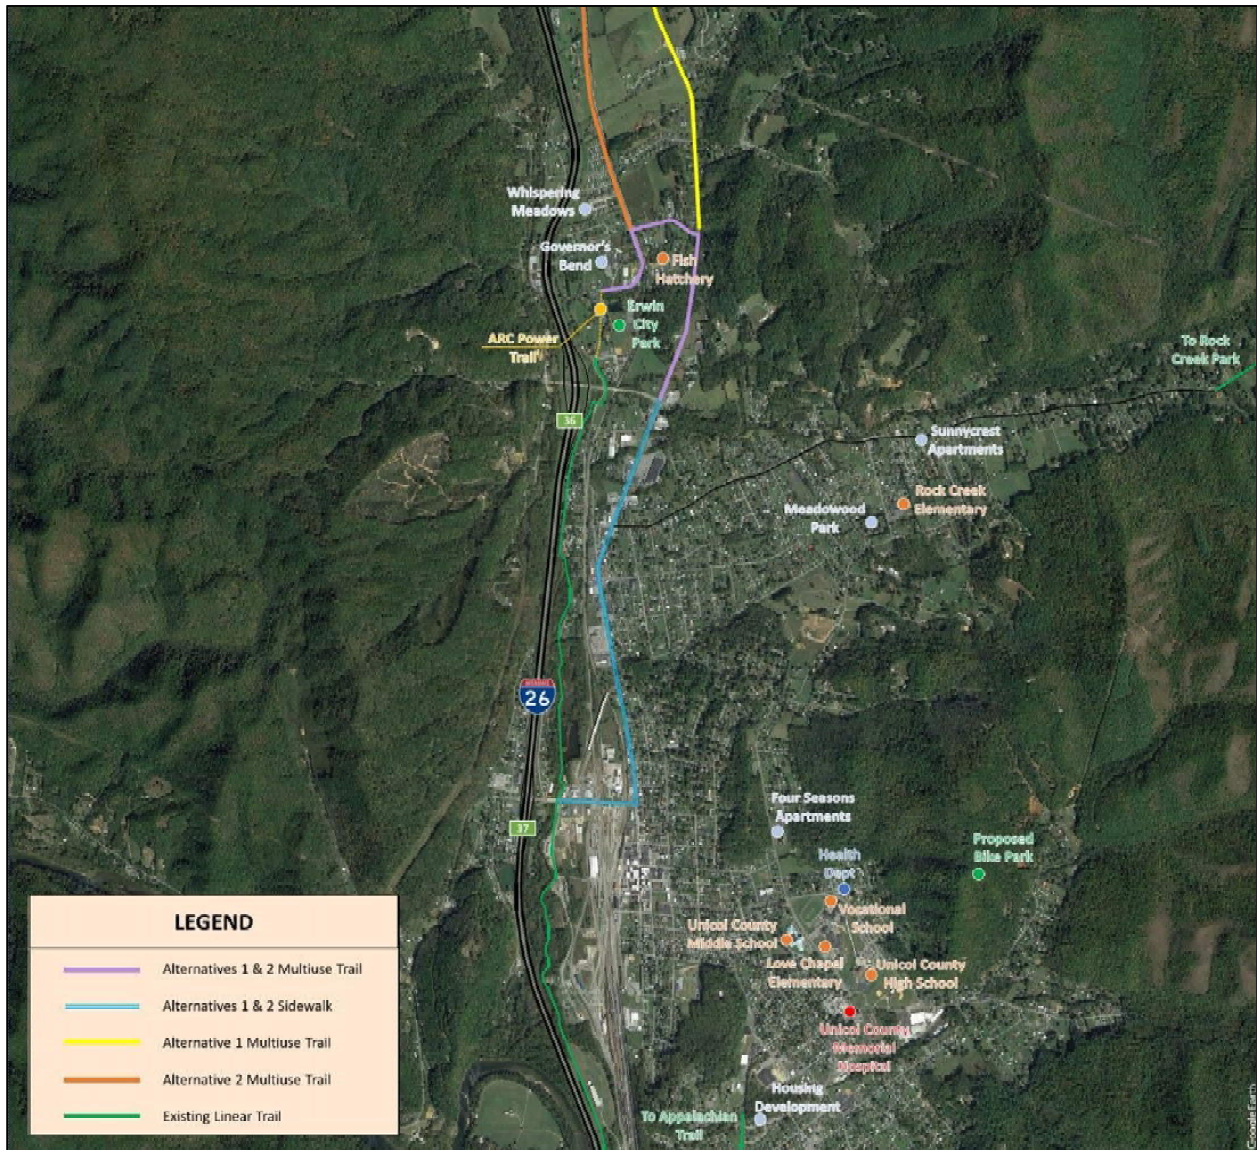 Whispering
Meadows
Governor's
Bend
Fish
Hatchery
Erwin
City
Park
ARC Power
Trail
To Rock
Creek Park
36
Sunnycrest
Apartments
Rock Creek
Elementary
Meadowood
Park
INTERSTATE
26
37
Four Seasons
Apartments
Health
Dept
Proposed
Bike Park
Vocational
School
Unicoi County
Middle School
Love Chapel
Elementary
Unicoi County
High School
Unicoi County
Memorial
Hospital
Housing
Development
To Appalachian
Trail
LEGEND
Alternatives 1 & 2 Multiuse Trail
Alternatives 1 & 2 Sidewalk
Alternative 1 Multiuse Trail
Alternative 2 Multiuse Trail
Existing Linear Trail
Google Earth